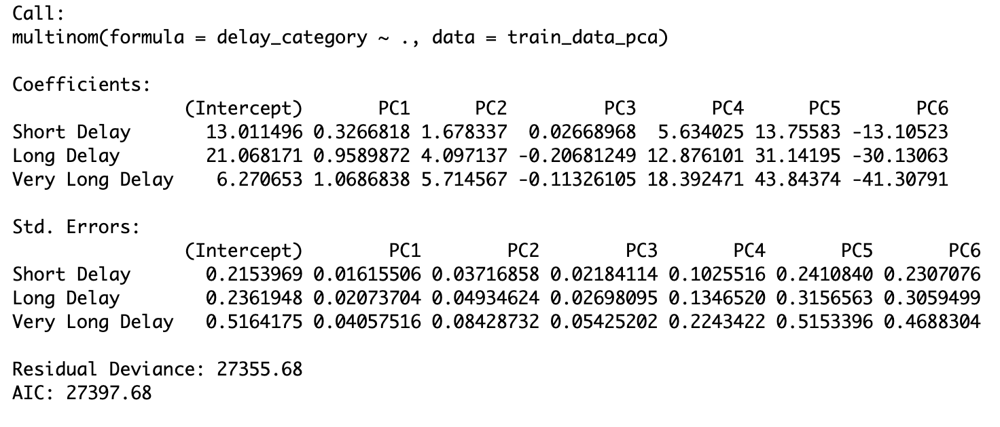 Call:
multinom(formula = delay_category ~ ., data = train_data_pca)
Coefficients:
(Intercept) PC1 PC2 PC3 PC4 PC5 PC6
Short Delay 13.011496 0.3266818 1.678337 0.02668968 5.634025 13.75583 -13.10523
Long Delay 21.068171 0.9589872 4.097137 -0.20681249 12.876101 31.14195 -30.13063
Very Long Delay 6.270653 1.0686838 5.714567 -0.11326105 18.392471 43.84374 -41.30791
Std. Errors:
(Intercept) PC1 PC2 PC3 PC4 PC5 PC6
Short Delay 0.2153969 0.01615506 0.03716858 0.02184114 0.1025516 0.2410840 0.2307076
Long Delay 0.2361948 0.02073704 0.04934624 0.02698095 0.1346520 0.3156563 0.3059499
Very Long Delay 0.5164175 0.04057516 0.08428732 0.05425202 0.2243422 0.5153396 0.4688304
Residual Deviance: 27355.68
AIC: 27397.68